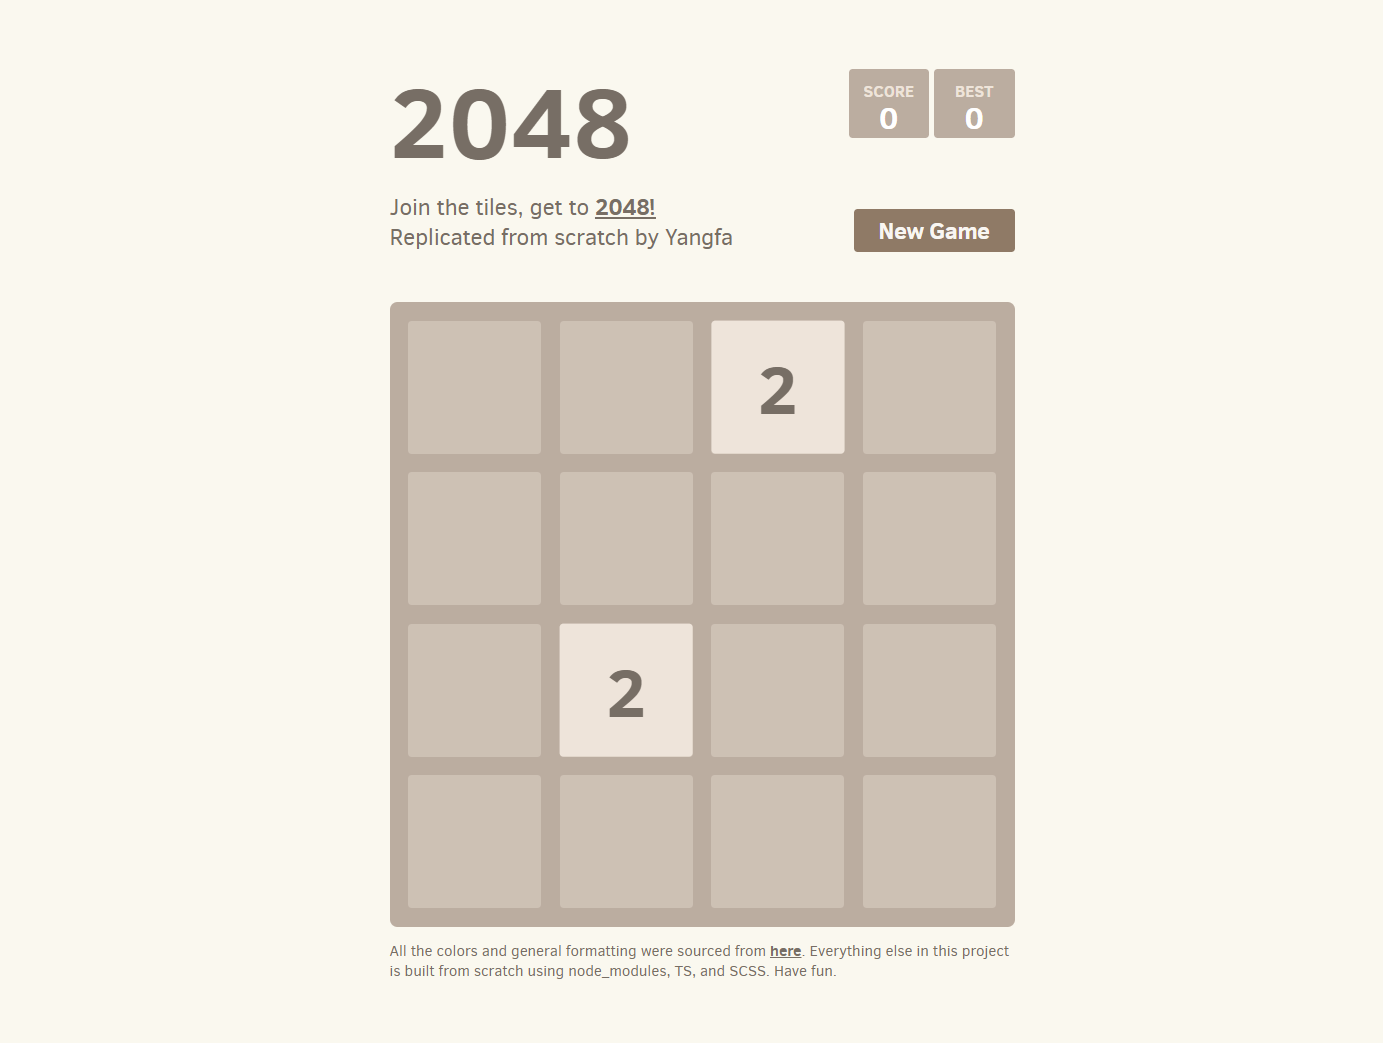 2048
SCORE
0
BEST
0
Join the tiles, get to 2048!
Replicated from scratch by Yangfa
New Game
2
2
All the colors and general formatting were sourced from here. Everything else in this project
is built from scratch using node_modules, TS, and SCSS. Have fun.